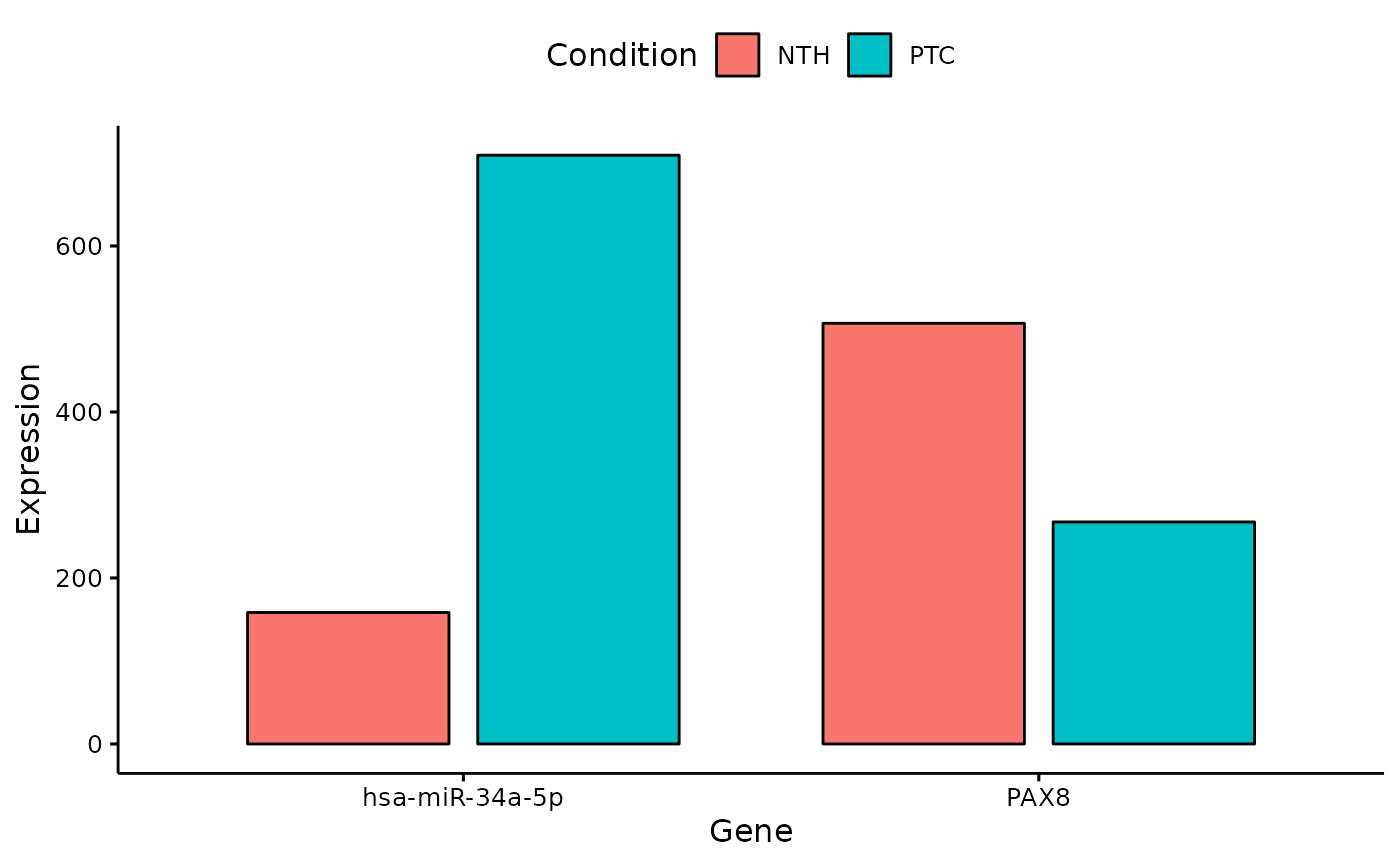 Condition NTH PTC
600
400
200
0
Expression
hsa-miR-34a-5p PAX8
Gene